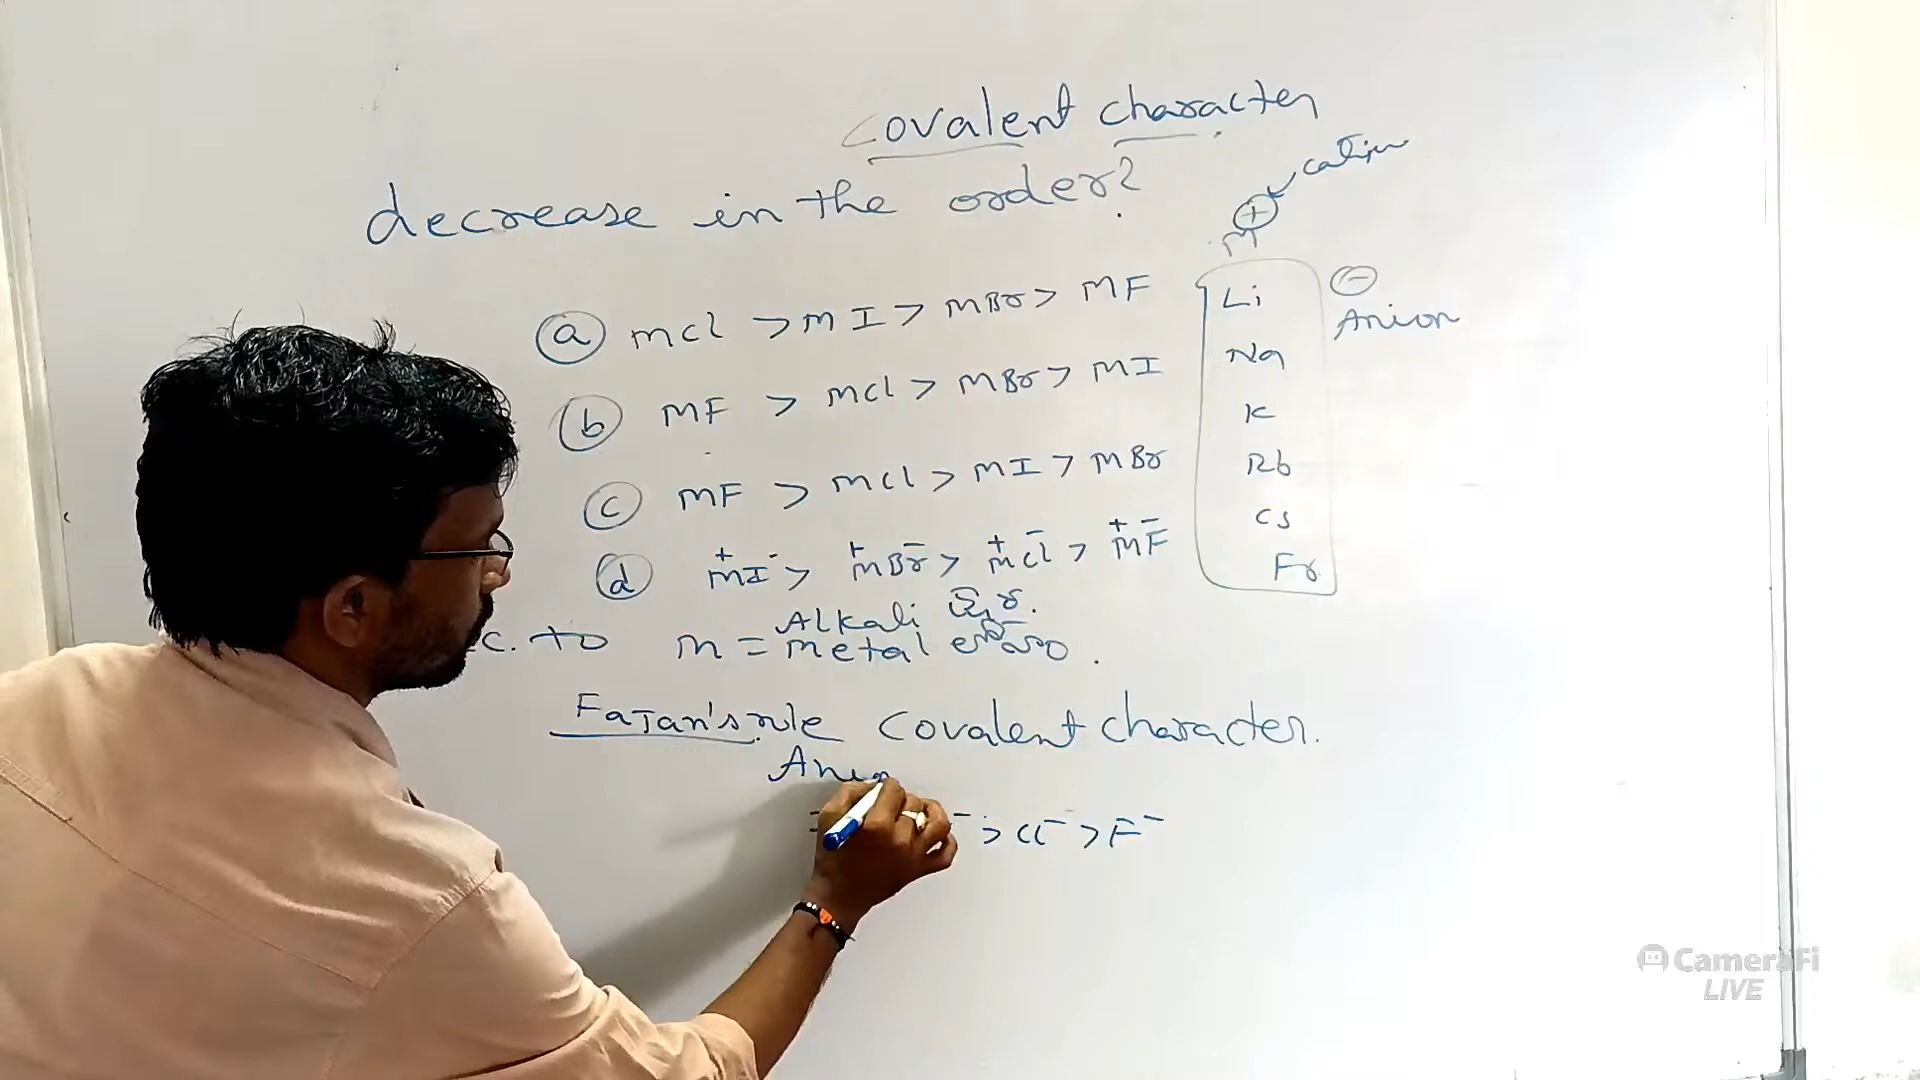 covalent character
decrease in the order?
cation
+
M
a mcl > m I > mBr > MF
b MF > mcl > mBr > MI
c MF > mcl > mI > mBr
d +mI- > +mBr- > +mCl- > +mF-
Li
Na
K
Rb
Cs
Fr
-
Anion
Alkali
c. to m = metal
Fajan's rule covalent character.
Anion
- > Cl- > F-
CameraFi
LIVE